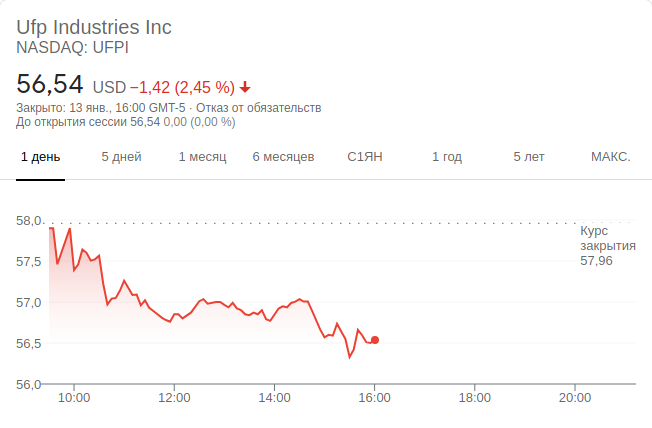 Ufp Industries Inc
NASDAQ: UFPI
56,54 USD −1,42 (2,45 %)
Закрыто: 13 янв., 16:00 GMT-5 · Отказ от обязательств
До открытия сессии 56,54 0,00 (0,00 %)
1 день 5 дней 1 месяц 6 месяцев С1ЯН 1 год 5 лет МАКС.
58,0
Курс
закрытия
57,96
57,5
57,0
56,5
56,0
10:00 12:00 14:00 16:00 18:00 20:00